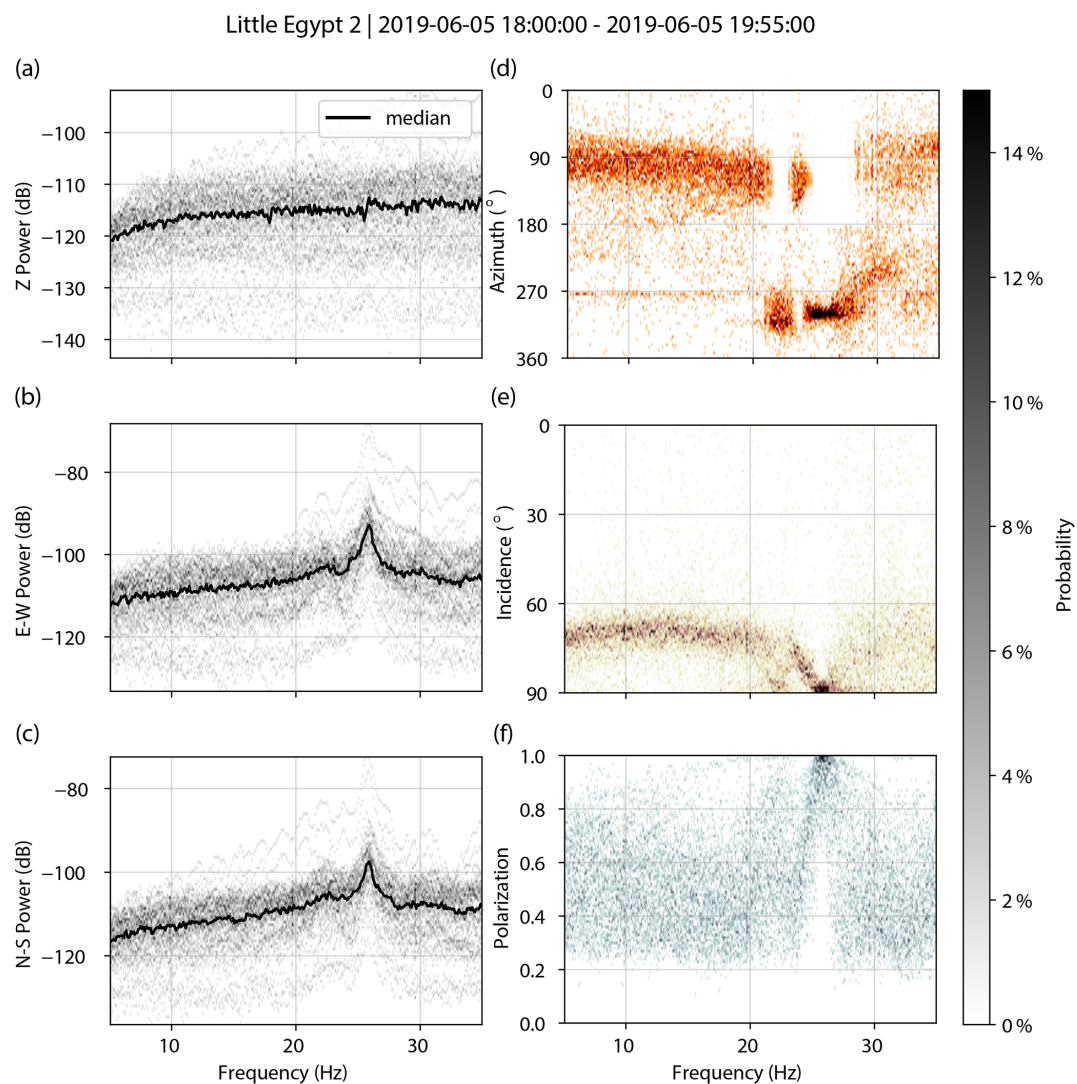 Little Egypt 2 | 2019-06-05 18:00:00 - 2019-06-05 19:55:00
(a)
median
−100
−110
−120
−130
−140
Z Power (dB)
(d)
0
90
180
270
360
Azimuth (°)
(b)
−80
−100
−120
E-W Power (dB)
(e)
0
30
60
90
Incidence (°)
(c)
−80
−100
−120
N-S Power (dB)
10
20
30
Frequency (Hz)
(f)
1.0
0.8
0.6
0.4
0.2
0.0
Polarization
10
20
30
Frequency (Hz)
14 %
12 %
10 %
8 %
6 %
4 %
2 %
0 %
Probability